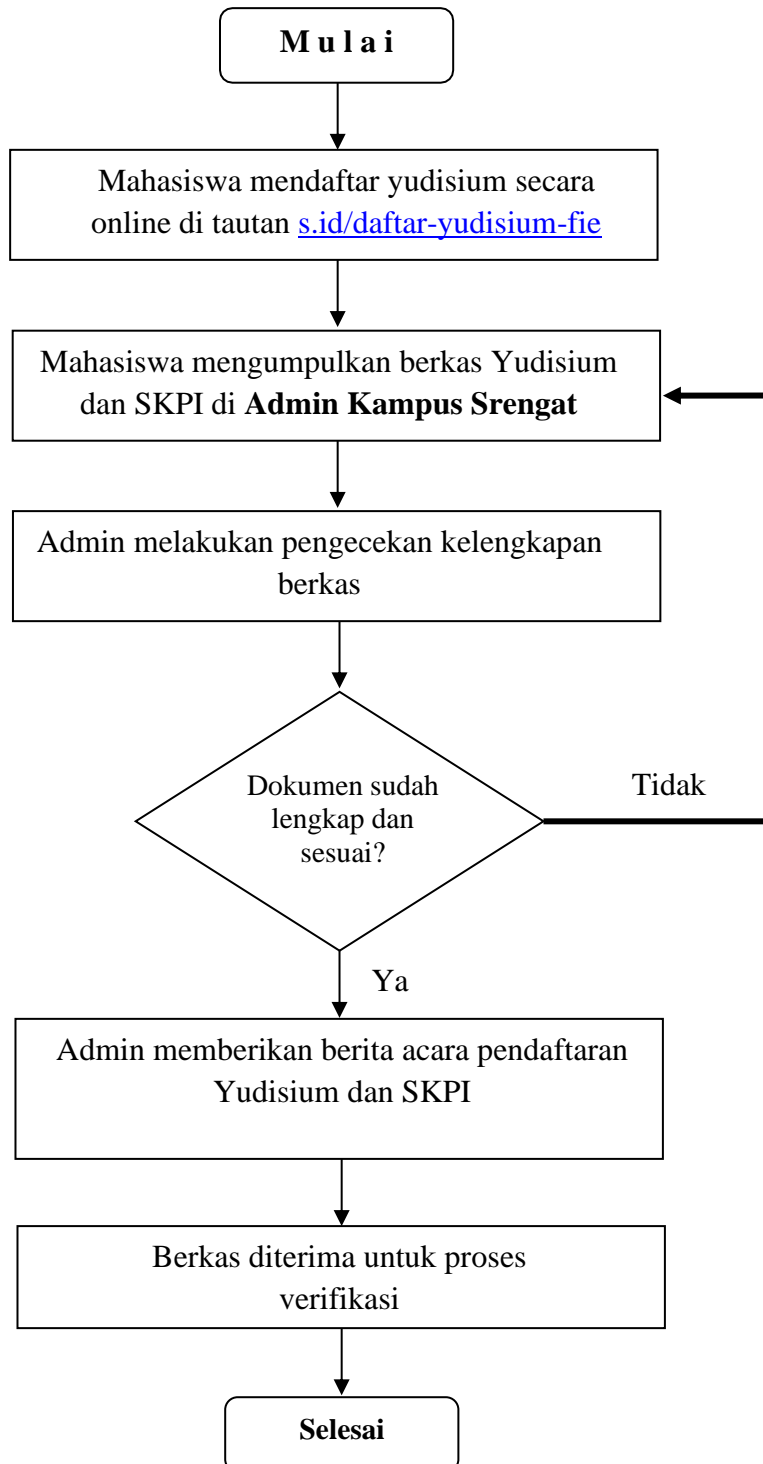 M u l a i
Mahasiswa mendaftar yudisium secara
online di tautan s.id/daftar-yudisium-fie
Mahasiswa mengumpulkan berkas Yudisium
dan SKPI di Admin Kampus Srengat
Admin melakukan pengecekan kelengkapan
berkas
Dokumen sudah
lengkap dan
sesuai?
Tidak
Ya
Admin memberikan berita acara pendaftaran
Yudisium dan SKPI
Berkas diterima untuk proses
verifikasi
Selesai